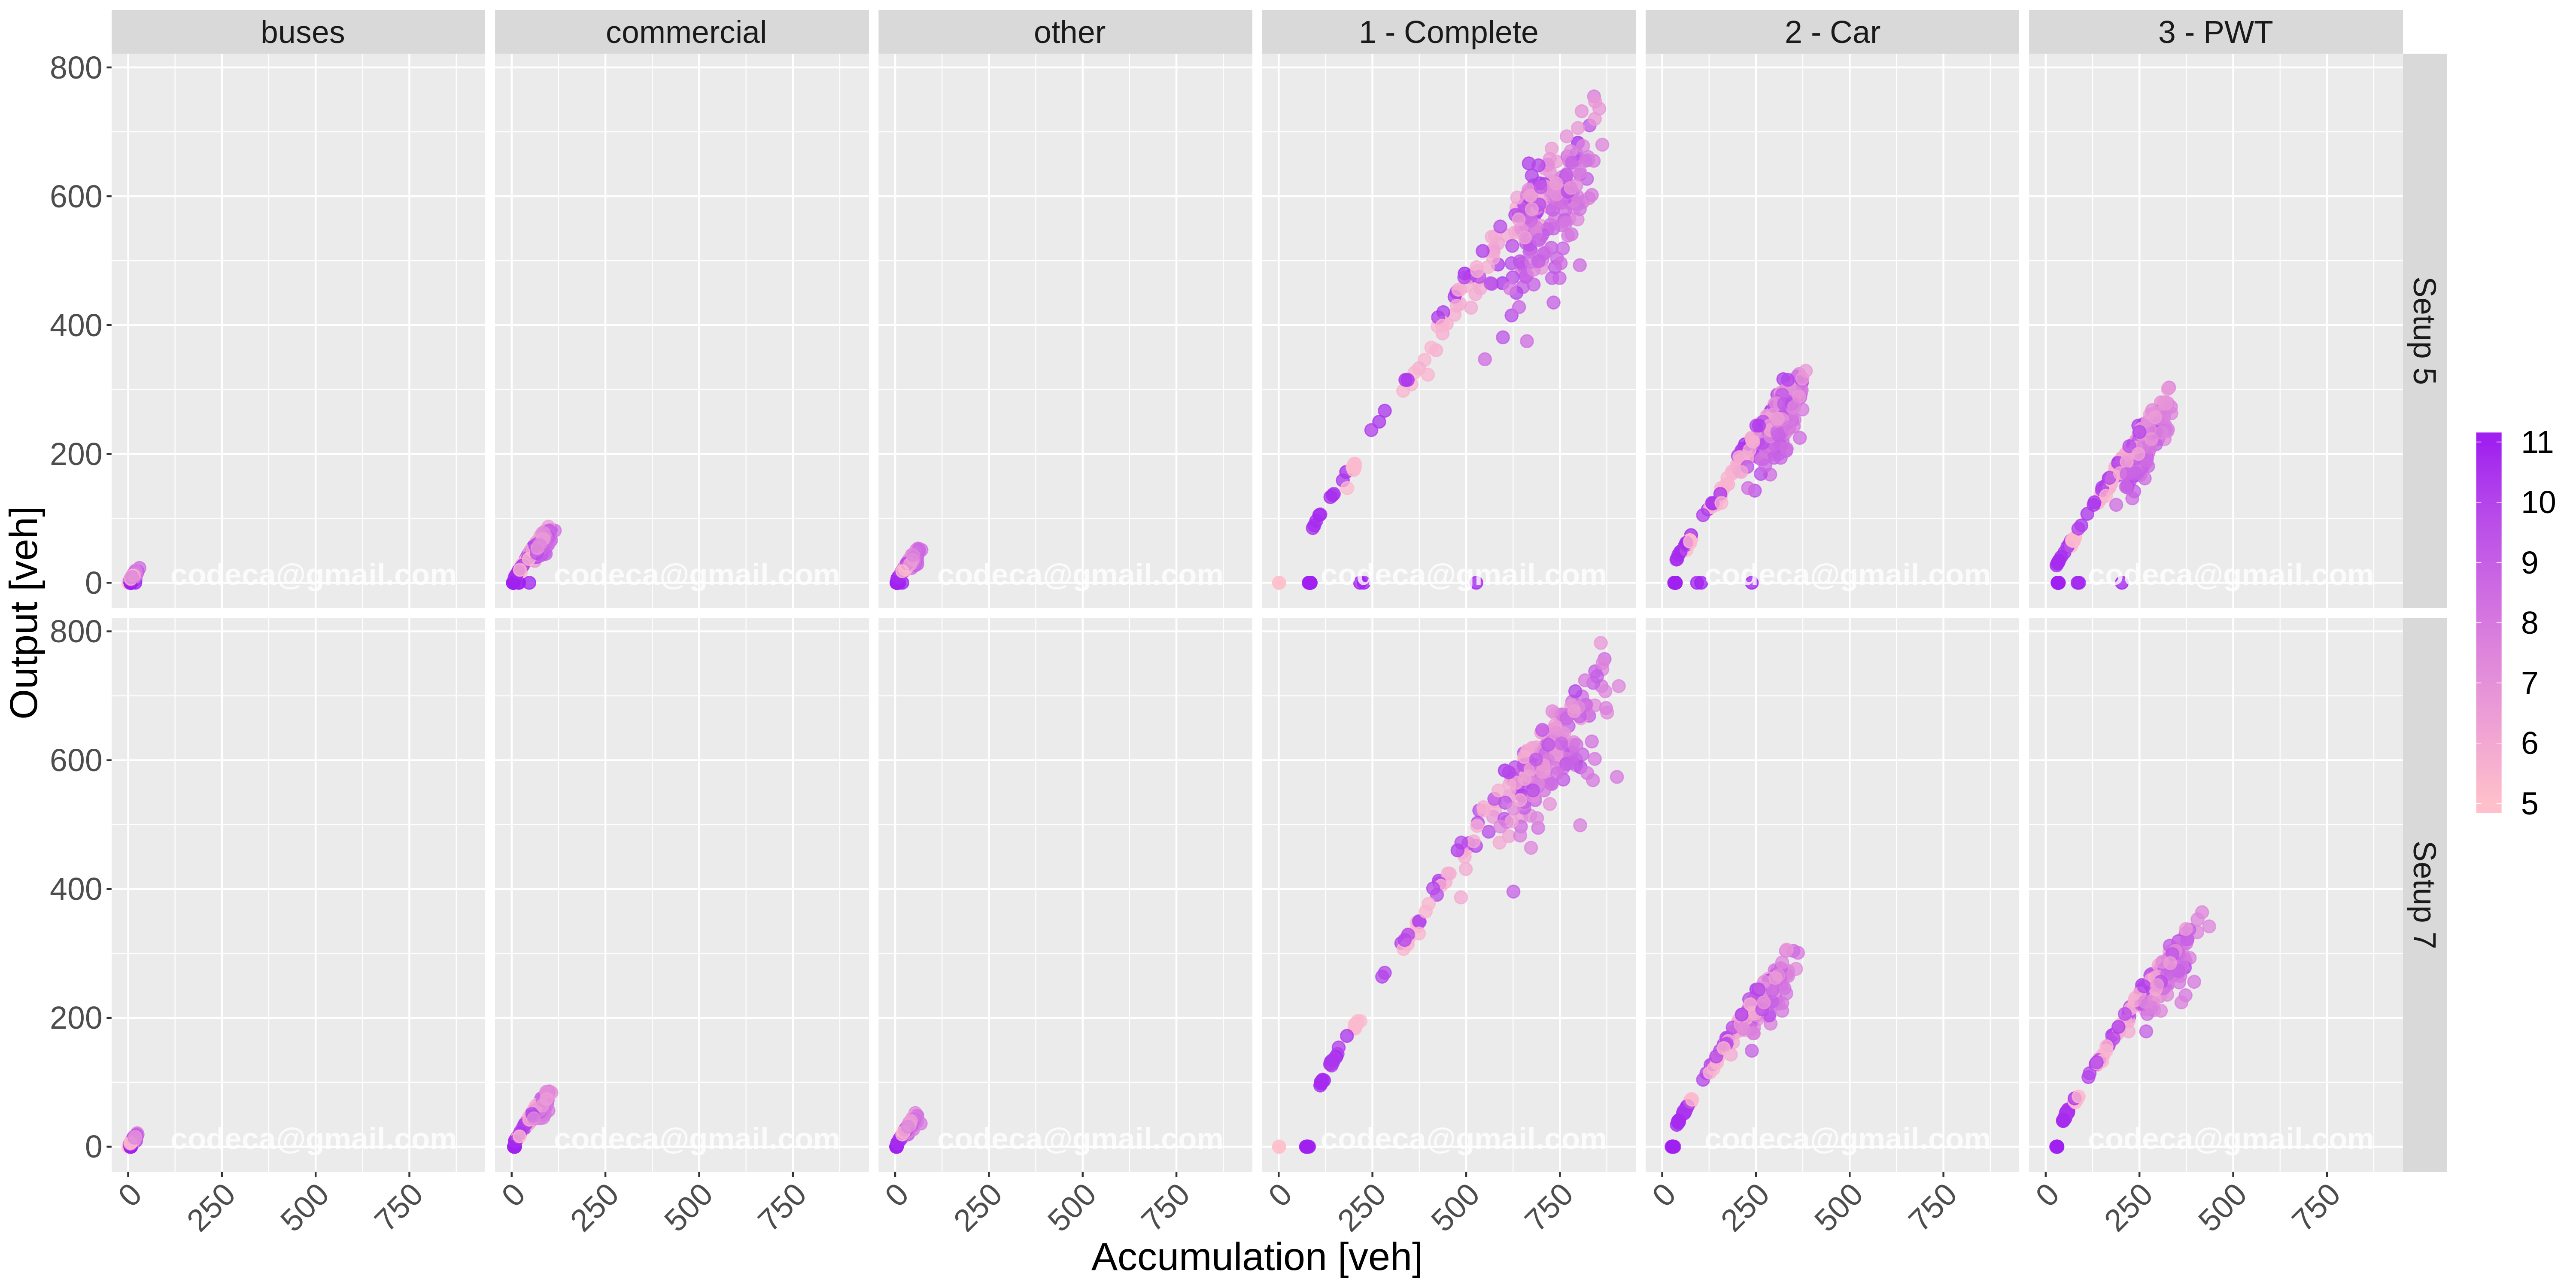 buses commercial other 1 - Complete 2 - Car 3 - PWT
800
600
400
200
0
codeca@gmail.com codeca@gmail.com codeca@gmail.com codeca@gmail.com codeca@gmail.com codeca@gmail.com
Setup 5
800
600
400
200
0
codeca@gmail.com codeca@gmail.com codeca@gmail.com codeca@gmail.com codeca@gmail.com codeca@gmail.com
Setup 7
0 250 500 750 0 250 500 750 0 250 500 750 0 250 500 750 0 250 500 750 0 250 500 750
Accumulation [veh]
Output [veh]
11
10
9
8
7
6
5